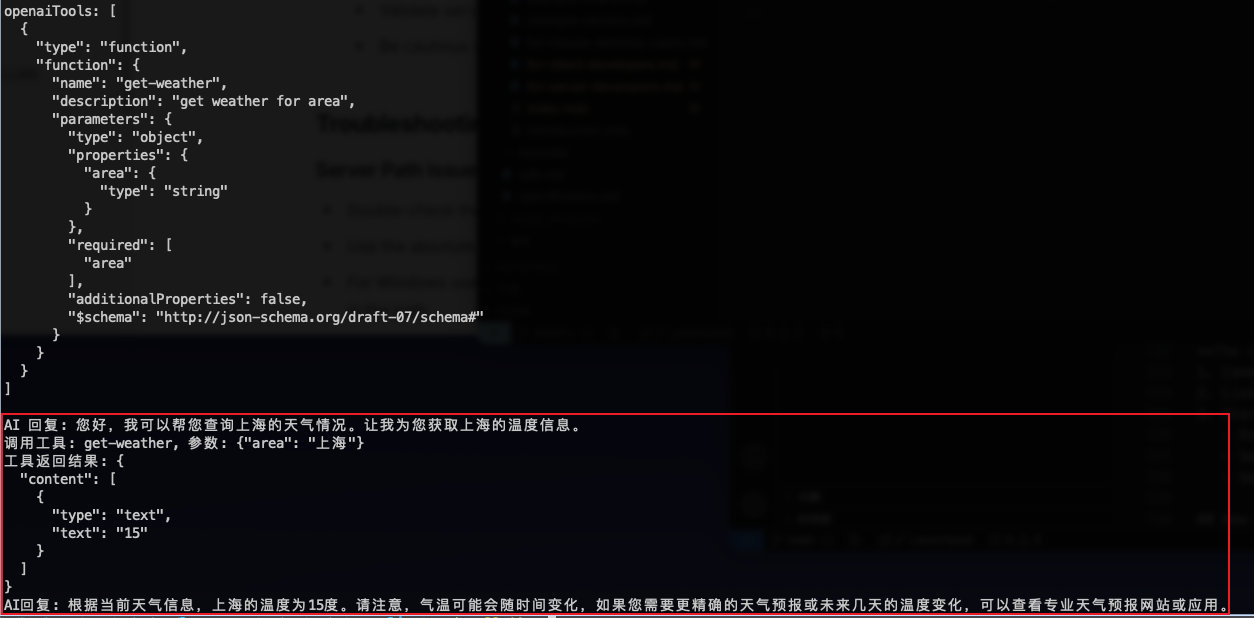 openaiTools: [
  {
    "type": "function",
    "function": {
      "name": "get-weather",
      "description": "get weather for area",
      "parameters": {
        "type": "object",
        "properties": {
          "area": {
            "type": "string"
          }
        },
        "required": [
          "area"
        ],
        "additionalProperties": false,
        "$schema": "http://json-schema.org/draft-07/schema#"
      }
    }
  }
]
AI 回复: 您好，我可以帮您查询上海的天气情况。让我为您获取上海的温度信息。
调用工具: get-weather, 参数: {"area": "上海"}
工具返回结果: {
  "content": [
    {
      "type": "text",
      "text": "15"
    }
  ]
}
AI回复: 根据当前天气信息，上海的温度为15度。请注意，气温可能会随时间变化，如果您需要更精确的天气预报或未来几天的温度变化，可以查看专业天气预报网站或应用。